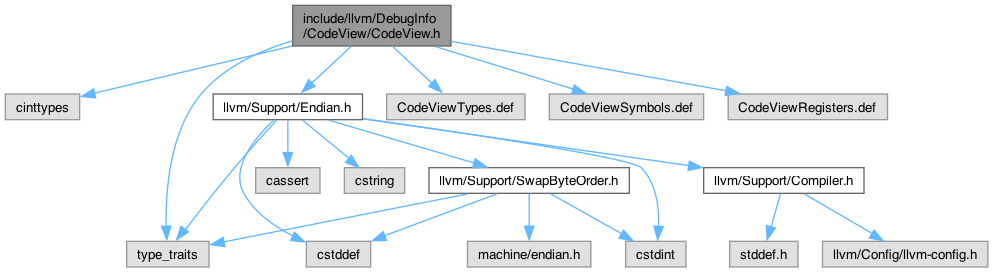 include/llvm/DebugInfo
/CodeView/CodeView.h
cinttypes
llvm/Support/Endian.h
CodeViewTypes.def
CodeViewSymbols.def
CodeViewRegisters.def
cassert
cstring
llvm/Support/SwapByteOrder.h
llvm/Support/Compiler.h
type_traits
cstddef
machine/endian.h
cstdint
stddef.h
llvm/Config/llvm-config.h